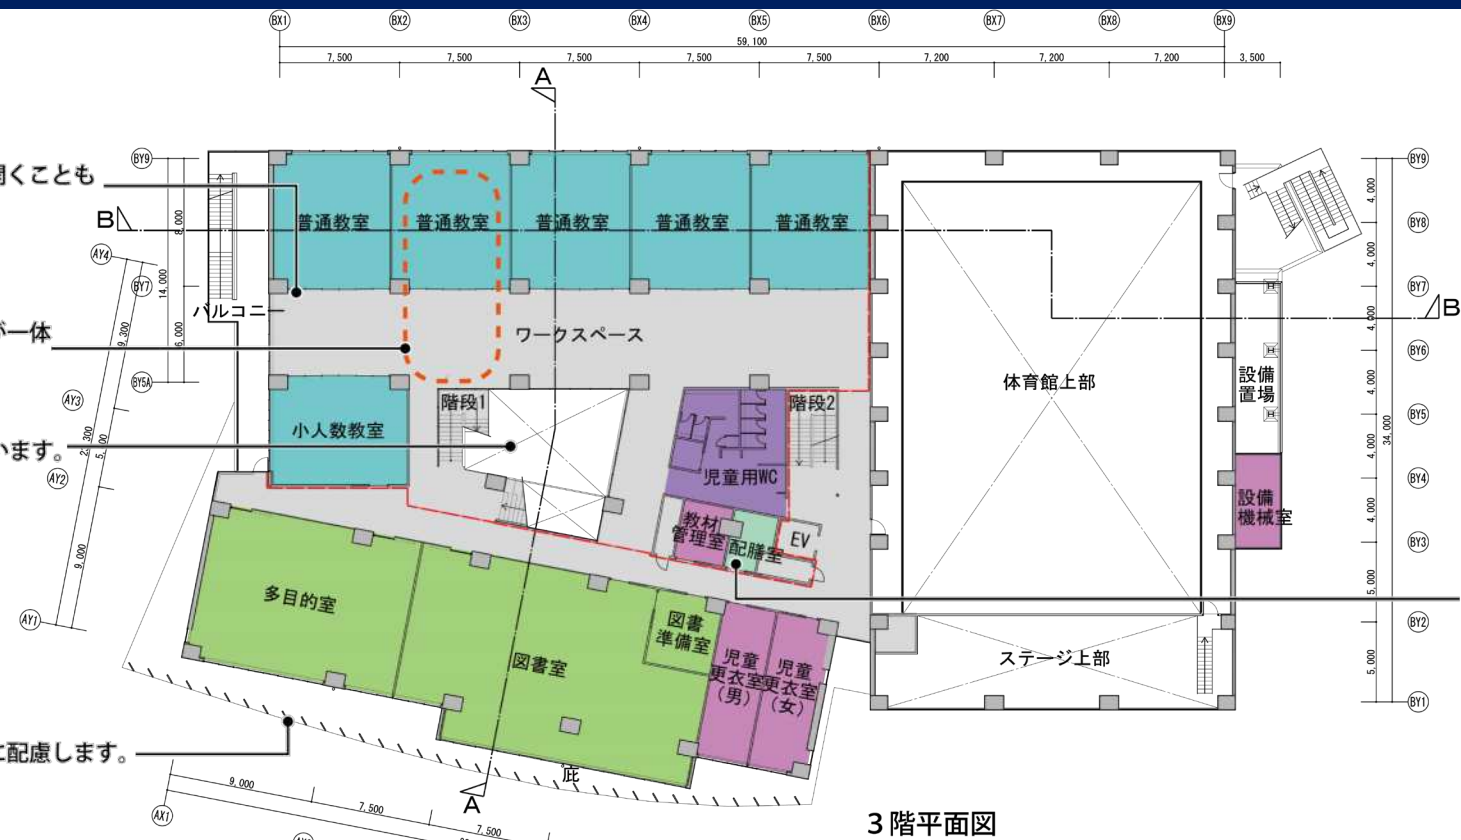 BX1 BX2 BX3 BX4 BX5 BX6 BX7 BX8 BX9
59,100
7,500 7,500 7,500 7,500 7,500 7,200 7,200 7,200 3,500
A
開くことも
BY9
B
普通教室 普通教室 普通教室 普通教室 普通教室
8,000
AY4
BY7
14,000
バルコニー
9,300
6,000
が一体
ワークスペース
BY5A
AY3
階段1
階段2
小人数教室
5,000
います。
AY2
児童用WC
教材
管理室
配膳室
EV
9,000
AY1
多目的室
図書室
図書
準備室
児童
更衣室
(男)
児童
更衣室
(女)
に配慮します。
庇
A
9,000
7,500
7,500
AX1
体育館上部
ステージ上部
設備
置場
設備
機械室
B
BY9
4,000
BY8
4,000
BY7
4,000
BY6
4,000
BY5
34,000
4,000
BY4
4,000
BY3
5,000
BY2
5,000
BY1
3階平面図